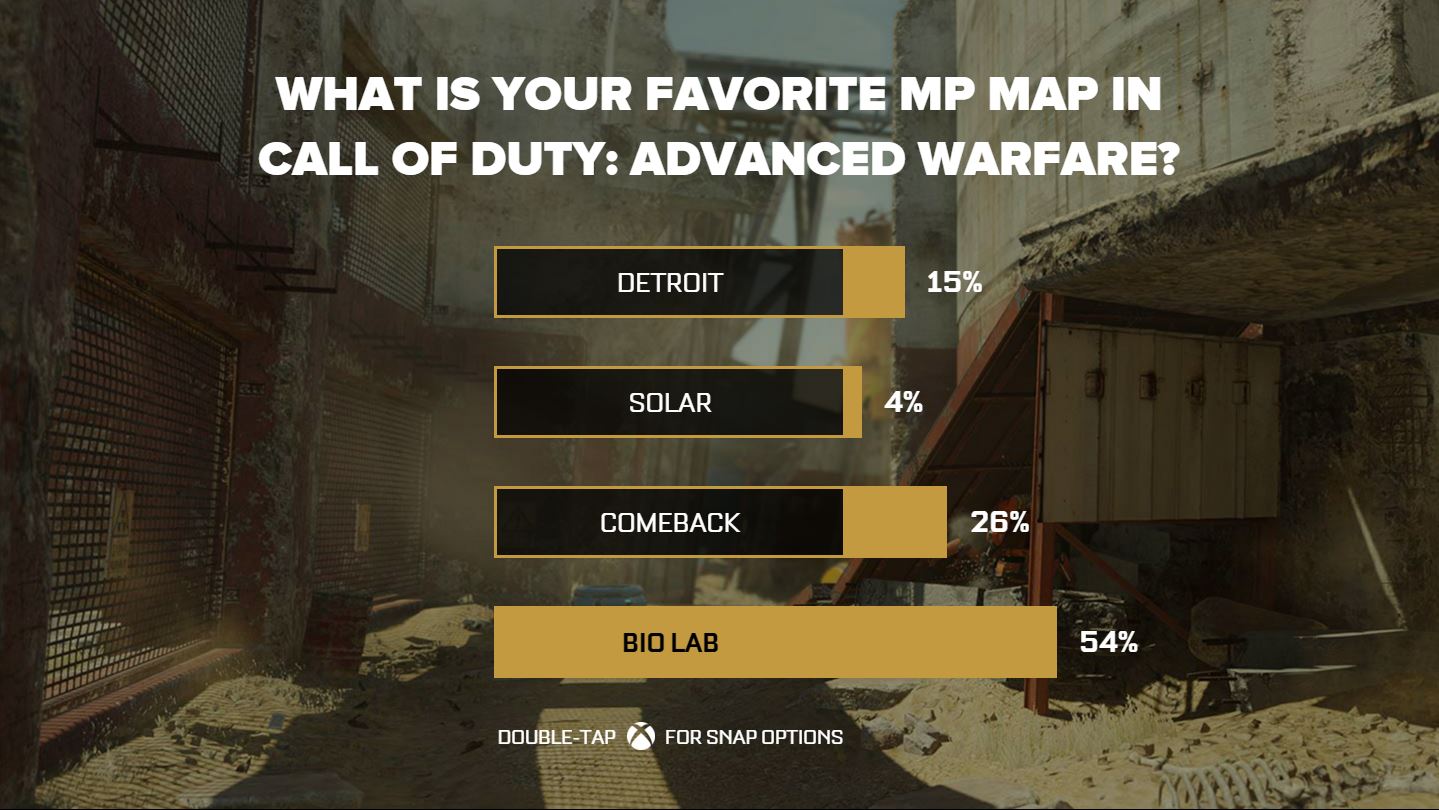 WHAT IS YOUR FAVORITE MP MAP IN
CALL OF DUTY: ADVANCED WARFARE?
DETROIT 15%
SOLAR 4%
COMEBACK 26%
BIO LAB 54%
DOUBLE-TAP FOR SNAP OPTIONS